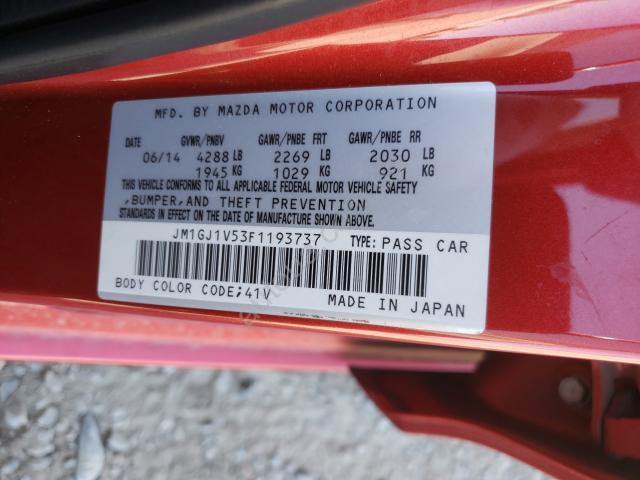 MFD. BY MAZDA MOTOR CORPORATION
DATE GVWR/PNBV GAWR/PNBE FRT GAWR/PNBE RR
06/14 4288 LB 2269 LB 2030 LB
1945 KG 1029 KG 921 KG
THIS VEHICLE CONFORMS TO ALL APPLICABLE FEDERAL MOTOR VEHICLE SAFETY
,BUMPER,AND THEFT PREVENTION
STANDARDS IN EFFECT ON THE DATE OF MANUFACTURE SHOWN ABOVE.
JM1GJ1V53F1193737 TYPE: PASS CAR
BODY COLOR CODE;41V MADE IN JAPAN